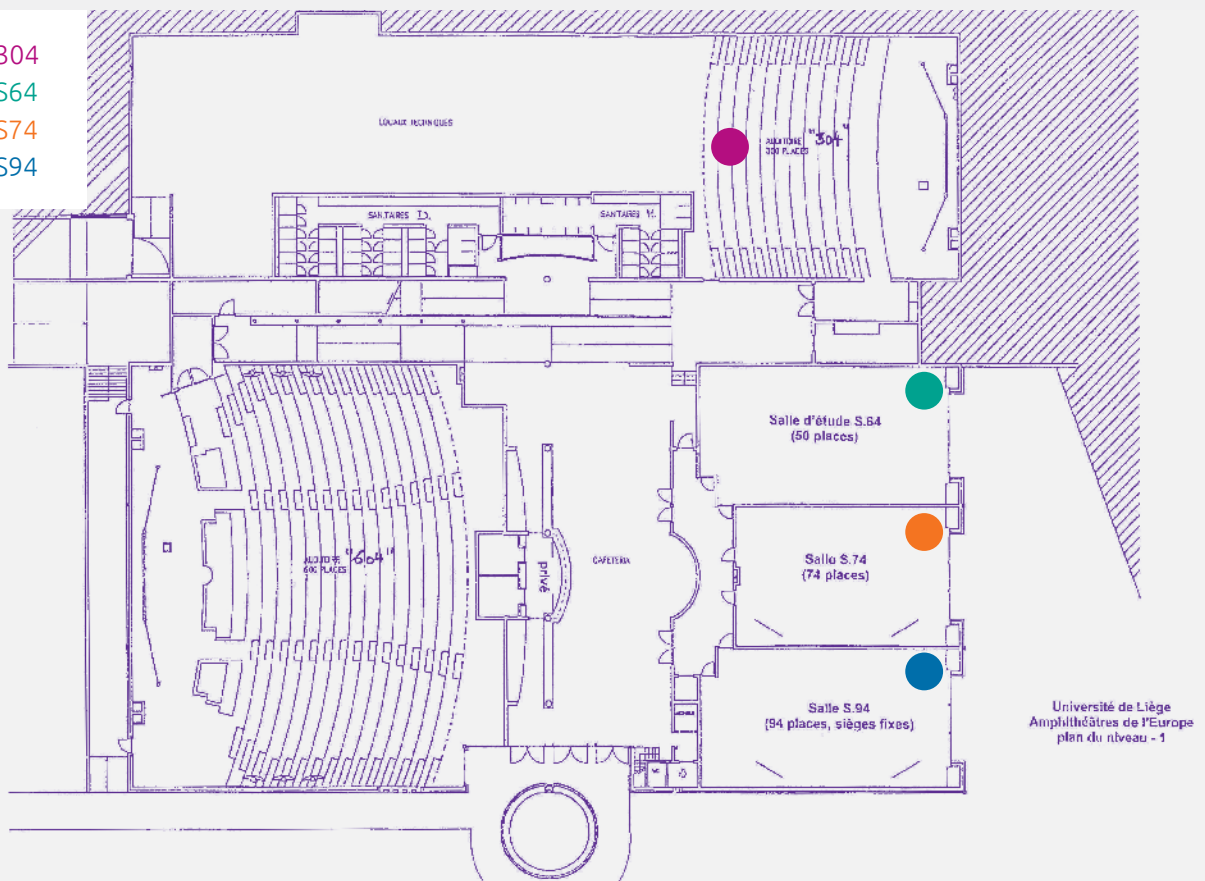 304
S64
S74
S94
LOCAUX TECHNIQUES
AUDITOIRE "304"
300 PLACES
SANITAIRES D.
SANITAIRES H.
Salle d'étude S.64
(50 places)
AUDITOIRE "604"
600 PLACES
privé
CAFETERIA
Salle S.74
(74 places)
Salle S.94
(94 places, sièges fixes)
Université de Liège
Amphithéâtres de l'Europe
plan du niveau - 1